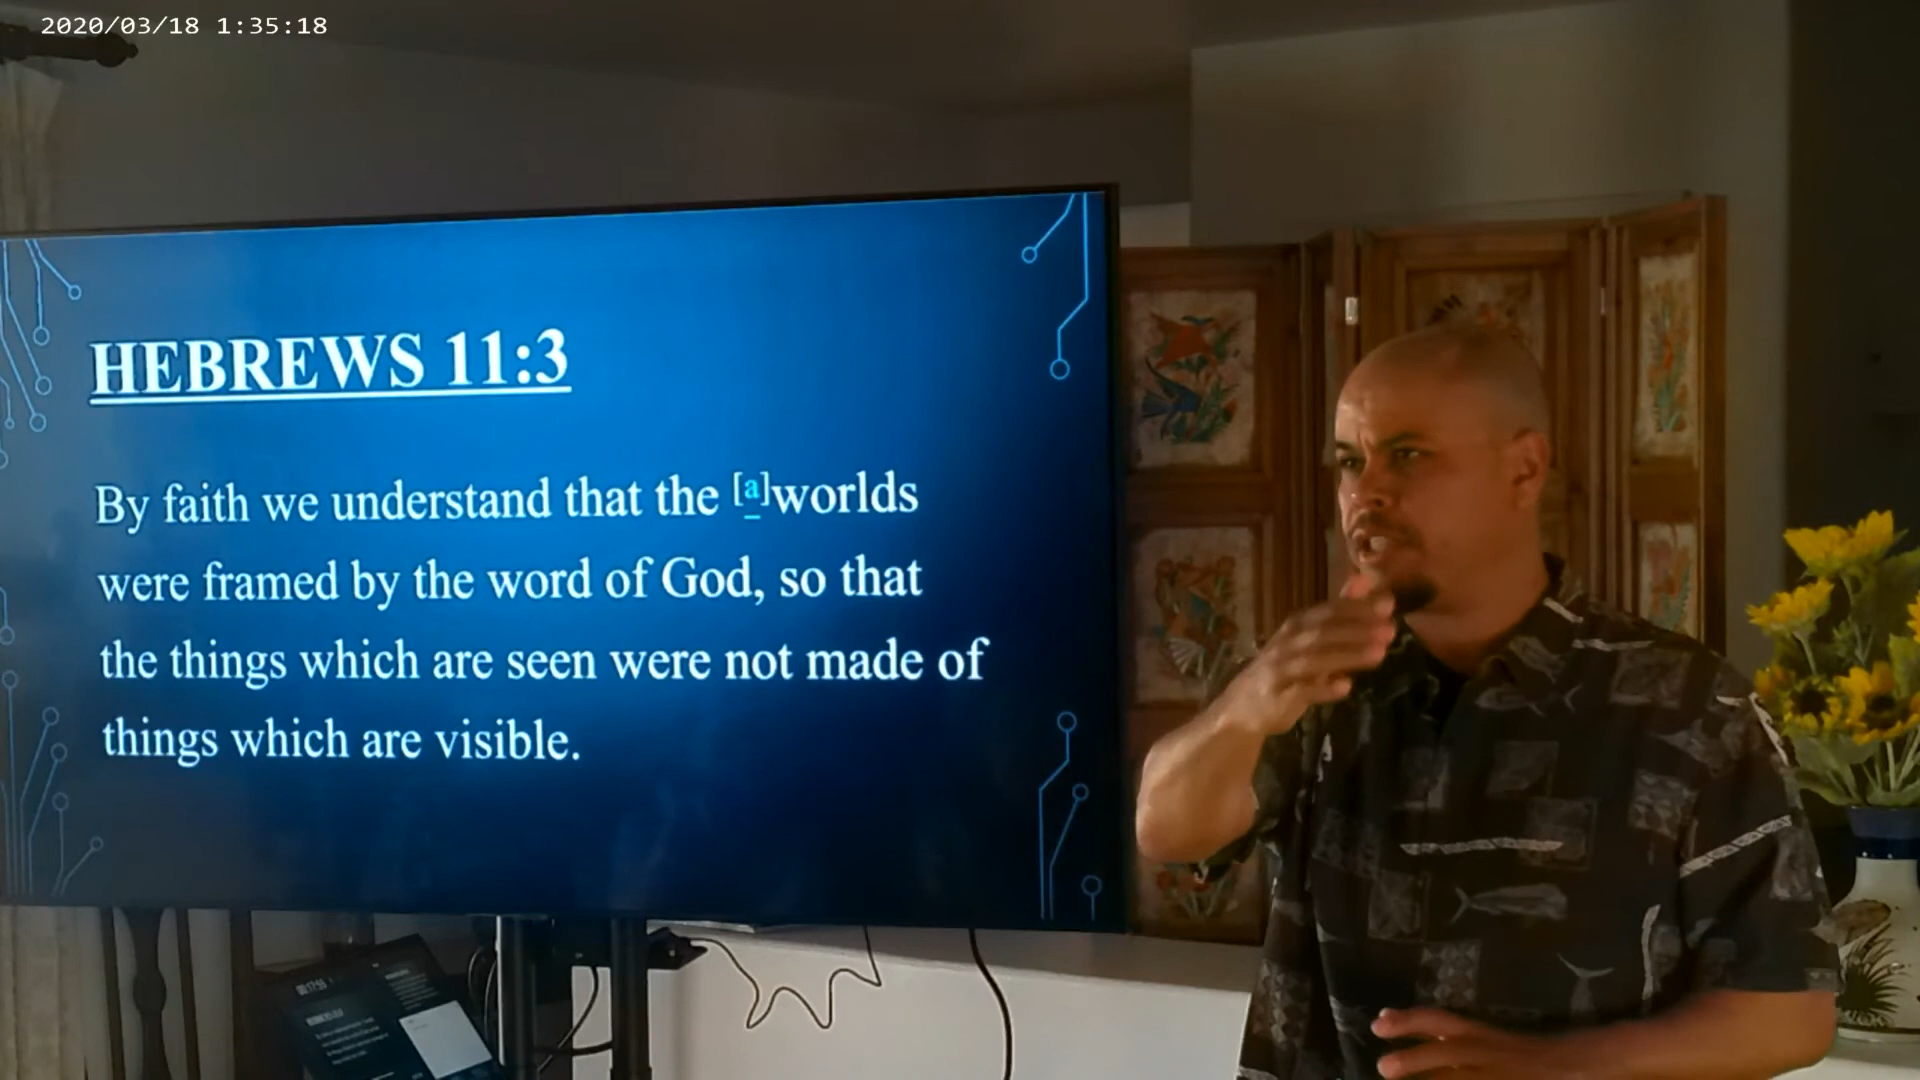 2020/03/18 1:35:18
HEBREWS 11:3
By faith we understand that the [a]worlds
were framed by the word of God, so that
the things which are seen were not made of
things which are visible.